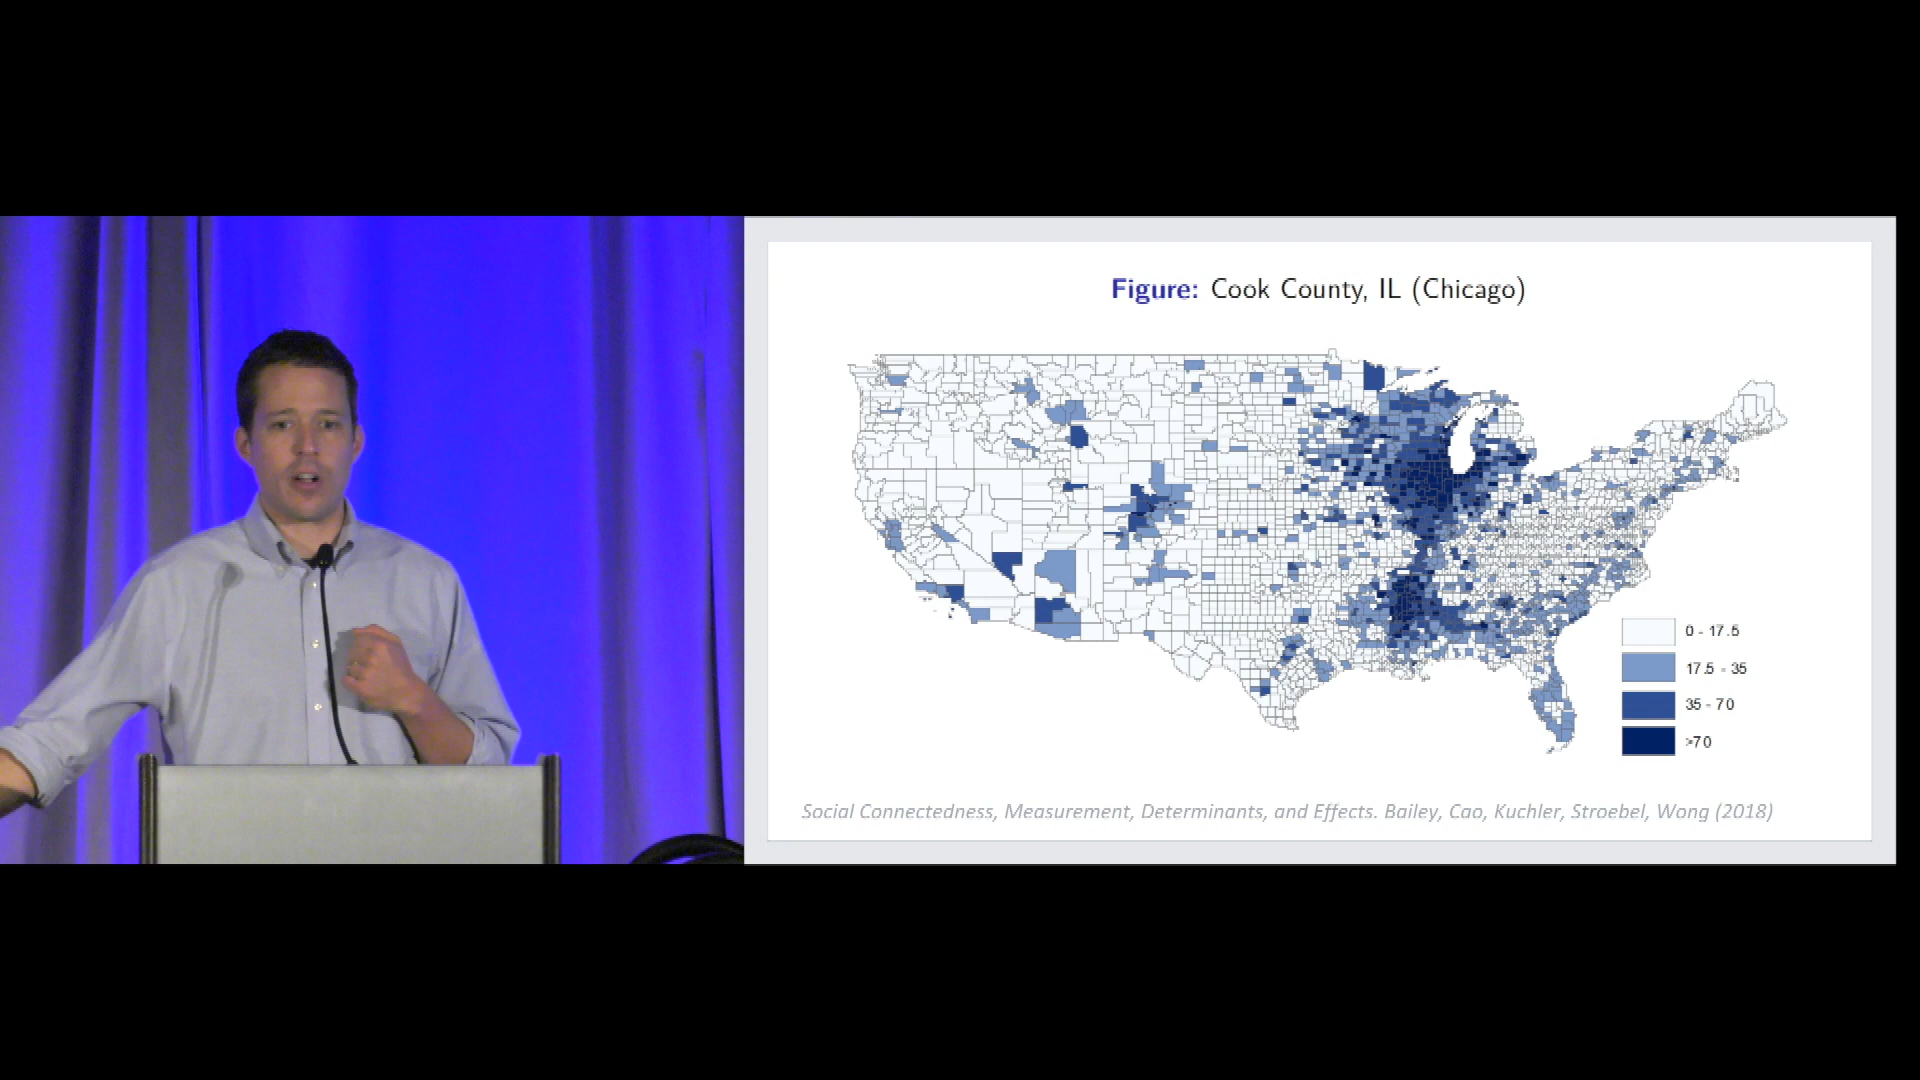 Figure: Cook County, IL (Chicago)
0 - 17.5
17.5 - 35
35 - 70
>70
Social Connectedness, Measurement, Determinants, and Effects. Bailey, Cao, Kuchler, Stroebel, Wong (2018)